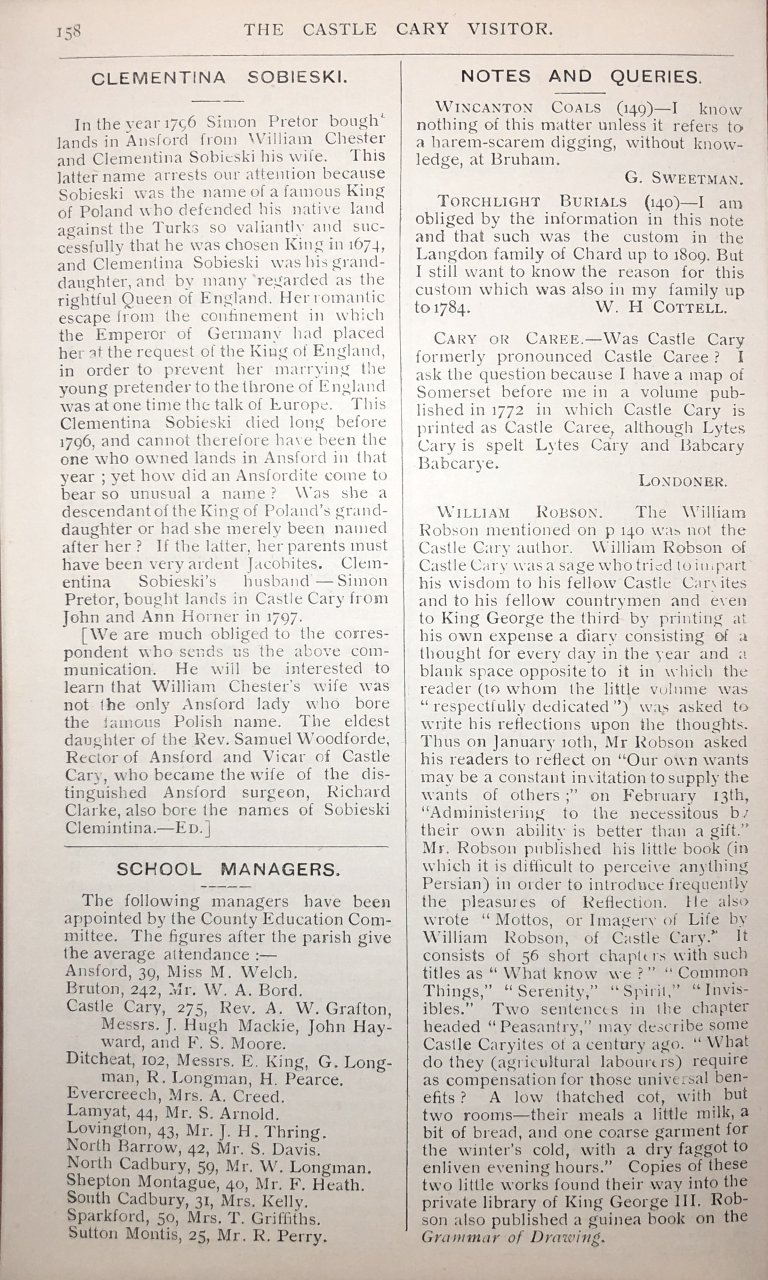 158
THE CASTLE CARY VISITOR.
CLEMENTINA SOBIESKI.
In the year 1796 Simon Pretor bough'
lands in Ansford from William Chester
and Clementina Sobieski his wife. This
latter name arrests our attention because
Sobieski was the name of a famous King
of Poland who defended his native land
against the Turks so valiantly and suc-
cessfully that he was chosen King in 1674,
and Clementina Sobieski was his grand-
daughter, and by many regarded as the
rightful Queen of England. Her romantic
escape from the confinement in which
the Emperor of Germany had placed
her at the request of the King of England,
in order to prevent her marrying the
young pretender to the throne of England
was at one time the talk of Europe. This
Clementina Sobieski died long before
1796, and cannot therefore have been the
one who owned lands in Ansford in that
year ; yet how did an Ansfordite come to
bear so unusual a name ? Was she a
descendant of the King of Poland's grand-
daughter or had she merely been named
after her ? If the latter, her parents must
have been very ardent Jacobites. Clem-
entina Sobieski's husband — Simon
Pretor, bought lands in Castle Cary from
John and Ann Horner in 1797.
[We are much obliged to the corres-
pondent who sends us the above com-
munication. He will be interested to
learn that William Chester's wife was
not the only Ansford lady who bore
the famous Polish name. The eldest
daughter of the Rev. Samuel Woodforde,
Rector of Ansford and Vicar of Castle
Cary, who became the wife of the dis-
tinguished Ansford surgeon, Richard
Clarke, also bore the names of Sobieski
Clemintina.—ED.]
SCHOOL MANAGERS.
The following managers have been
appointed by the County Education Com-
mittee. The figures after the parish give
the average attendance :—
Ansford, 39, Miss M. Welch.
Bruton, 242, Mr. W. A. Bord.
Castle Cary, 275, Rev. A. W. Grafton,
Messrs. J. Hugh Mackie, John Hay-
ward, and F. S. Moore.
Ditcheat, 102, Messrs. E. King, G. Long-
man, R. Longman, H. Pearce.
Evercreech, Mrs. A. Creed.
Lamyat, 44, Mr. S. Arnold.
Lovington, 43, Mr. J. H. Thring.
North Barrow, 42, Mr. S. Davis.
North Cadbury, 59, Mr. W. Longman.
Shepton Montague, 40, Mr. F. Heath.
South Cadbury, 31, Mrs. Kelly.
Sparkford, 50, Mrs. T. Griffiths.
Sutton Montis, 25, Mr. R. Perry.
NOTES AND QUERIES.
WINCANTON COALS (149)—I know
nothing of this matter unless it refers to
a harem-scarem digging, without know-
ledge, at Bruham.
G. SWEETMAN.
TORCHLIGHT BURIALS (140)—I am
obliged by the information in this note
and that such was the custom in the
Langdon family of Chard up to 1809. But
I still want to know the reason for this
custom which was also in my family up
to 1784. W. H COTTELL.
CARY OR CAREE.—Was Castle Cary
formerly pronounced Castle Caree ? I
ask the question because I have a map of
Somerset before me in a volume pub-
lished in 1772 in which Castle Cary is
printed as Castle Caree, although Lytes
Cary is spelt Lytes Cary and Babcary
Babcarye.
LONDONER.
WILLIAM ROBSON. The William
Robson mentioned on p 140 was not the
Castle Cary author. William Robson of
Castle Cary was a sage who tried to impart
his wisdom to his fellow Castle Caryites
and to his fellow countrymen and even
to King George the third by printing at
his own expense a diary consisting of a
thought for every day in the year and a
blank space opposite to it in which the
reader (to whom the little volume was
“ respectfully dedicated ”) was asked to
write his reflections upon the thoughts.
Thus on January 10th, Mr Robson asked
his readers to reflect on “Our own wants
may be a constant invitation to supply the
wants of others ;” on February 13th,
“Administering to the necessitous by
their own ability is better than a gift.”
Mr. Robson published his little book (in
which it is difficult to perceive anything
Persian) in order to introduce frequently
the pleasures of Reflection. He also
wrote “ Mottos, or Imagery of Life by
William Robson, of Castle Cary.” It
consists of 56 short chapters with such
titles as “ What know we ? ” “ Common
Things,” “ Serenity,” “ Spirit,” “ Invis-
ibles.” Two sentences in the chapter
headed “ Peasantry,” may describe some
Castle Caryites of a century ago. “ What
do they (agricultural labourers) require
as compensation for those universal ben-
efits ? A low thatched cot, with but
two rooms—their meals a little milk, a
bit of bread, and one coarse garment for
the winter's cold, with a dry faggot to
enliven evening hours.” Copies of these
two little works found their way into the
private library of King George III. Rob-
son also published a guinea book on the
Grammar of Drawing.